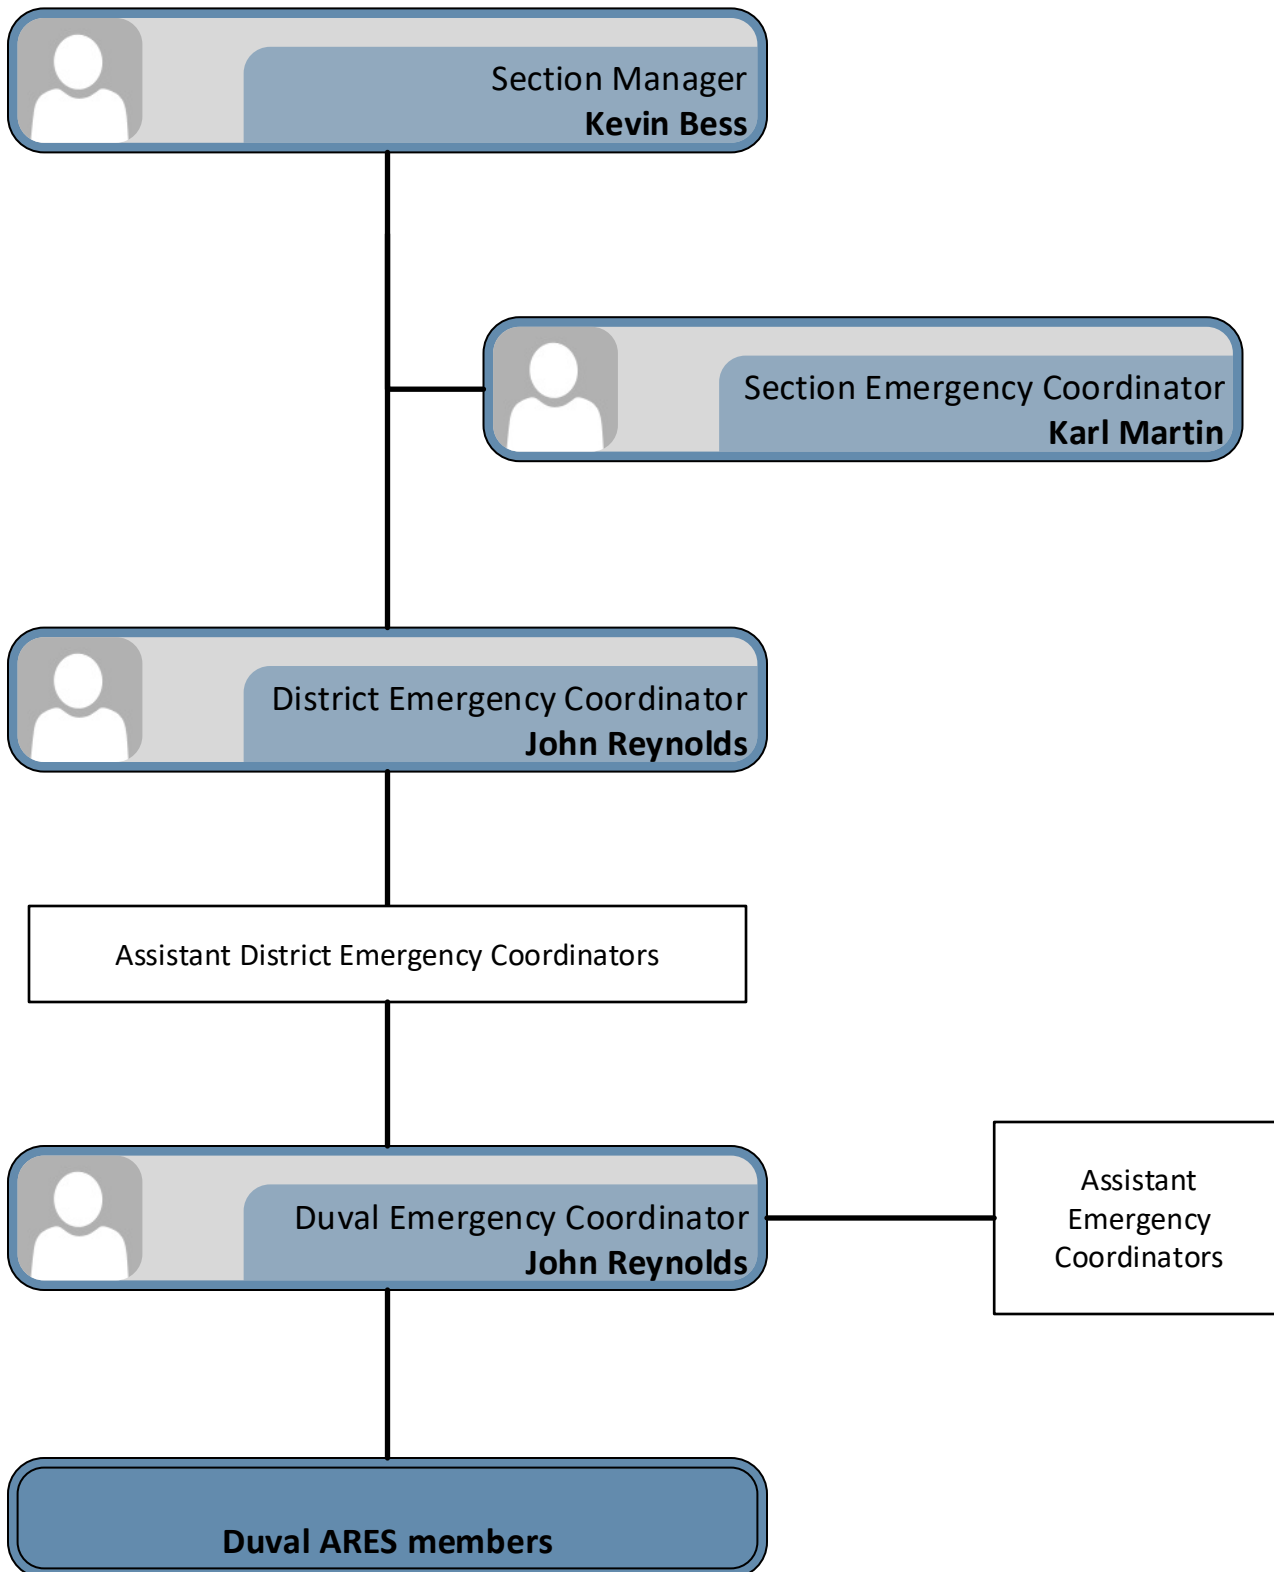 Section Manager
Kevin Bess
Section Emergency Coordinator
Karl Martin
District Emergency Coordinator
John Reynolds
Assistant District Emergency Coordinators
Duval Emergency Coordinator
John Reynolds
Assistant
Emergency
Coordinators
Duval ARES members